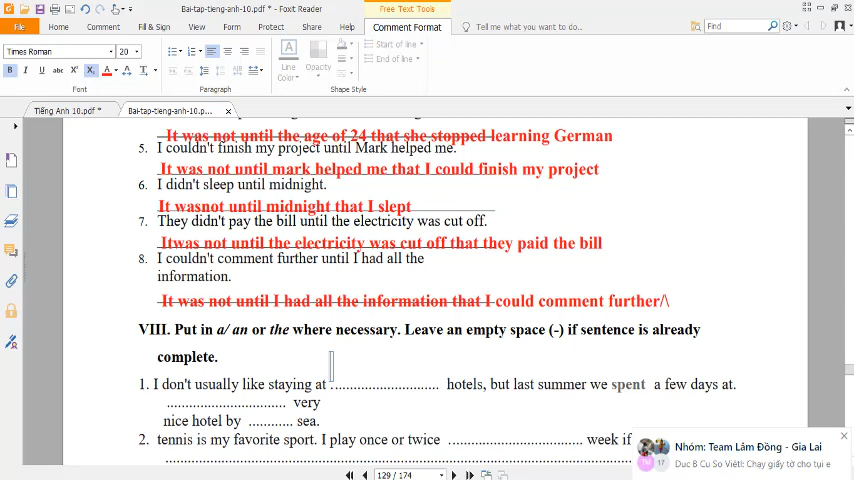 Bai-tap-tieng-anh-10.pdf * - Foxit Reader
Free Text Tools
File Home Comment Fill & Sign View Form Protect Share Help Comment Format Tell me what you want to do... Find
Times Roman 20
Line Color Opacity
Start of line
End of line
Font Paragraph Shape Style
Tiếng Anh 10.pdf * Bai-tap-tieng-anh-10.p...
It was not until the age of 24 that she stopped learning German
5. I couldn't finish my project until Mark helped me.
It was not until mark helped me that I could finish my project
6. I didn't sleep until midnight.
It wasnot until midnight that I slept
7. They didn't pay the bill until the electricity was cut off.
Itwas not until the electricity was cut off that they paid the bill
8. I couldn't comment further until I had all the
information.
It was not until I had all the information that I could comment further/\
VIII. Put in a/ an or the where necessary. Leave an empty space (-) if sentence is already
complete.
1. I don't usually like staying at ........................... hotels, but last summer we spent a few days at.
.............................. very
nice hotel by ........... sea.
2. tennis is my favorite sport. I play once or twice .................................. week if
Nhóm: Team Lâm Đồng - Gia Lai
17
129 / 174